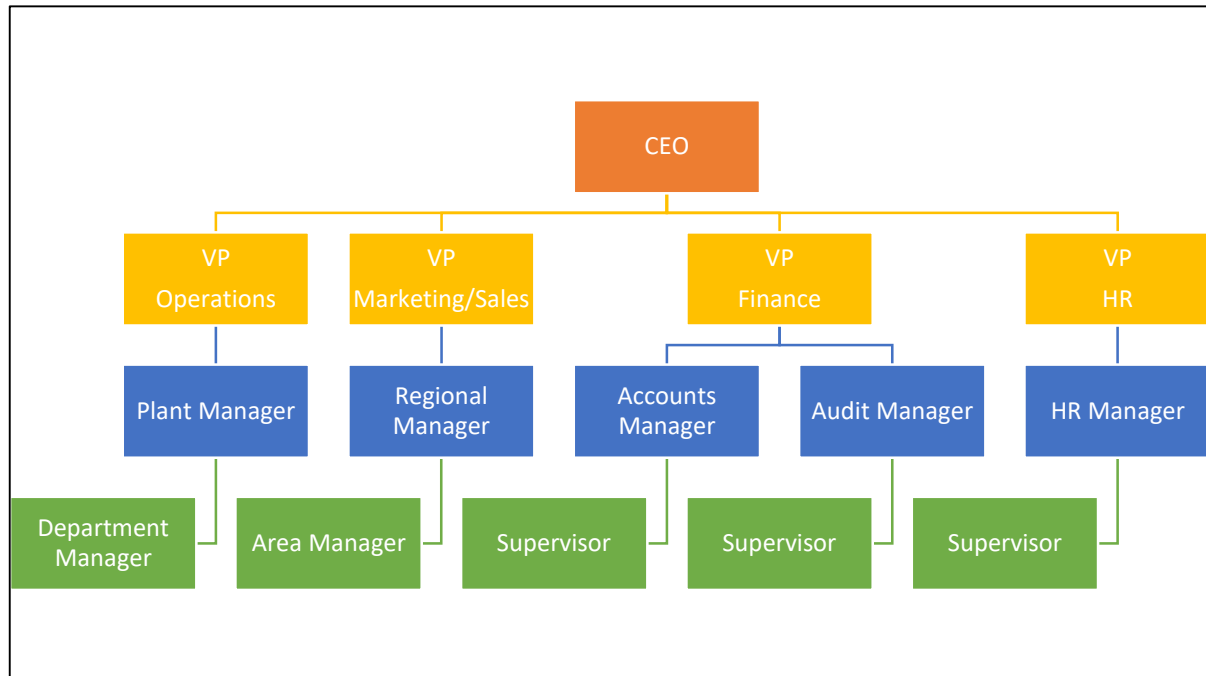 CEO
VP
Operations
VP
Marketing/Sales
VP
Finance
VP
HR
Plant Manager
Regional
Manager
Accounts
Manager
Audit Manager
HR Manager
Department
Manager
Area Manager
Supervisor
Supervisor
Supervisor